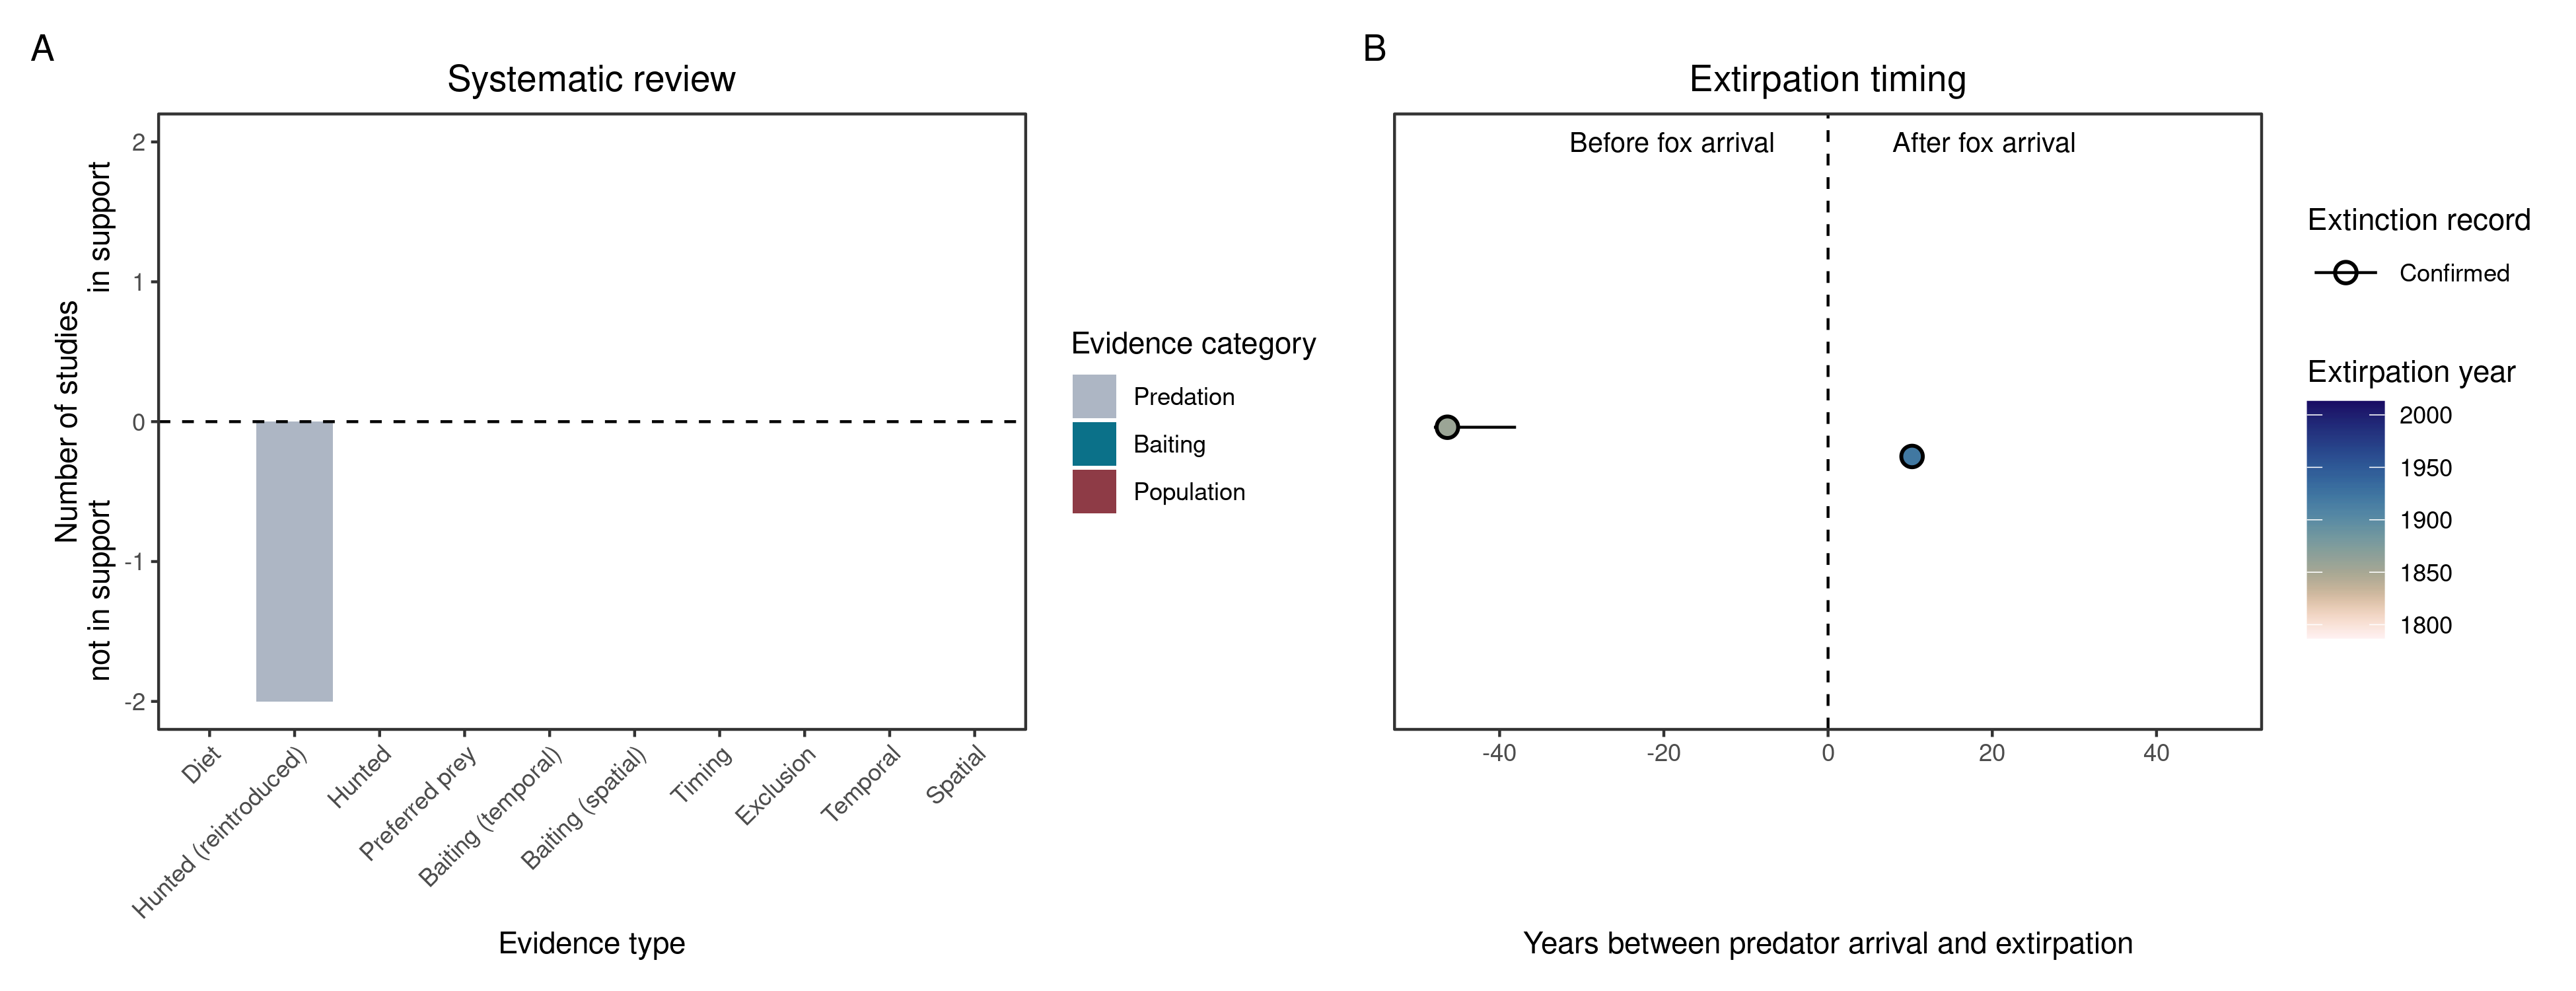 A
Systematic review
Number of studies
not in support
in support
2
1
0
-1
-2
Diet
Hunted (reintroduced)
Hunted
Preferred prey
Baiting (temporal)
Baiting (spatial)
Timing
Exclusion
Temporal
Spatial
Evidence type
Evidence category
Predation
Baiting
Population
B
Extirpation timing
Before fox arrival
After fox arrival
-40
-20
0
20
40
Years between predator arrival and extirpation
Extinction record
Confirmed
Extirpation year
2000
1950
1900
1850
1800